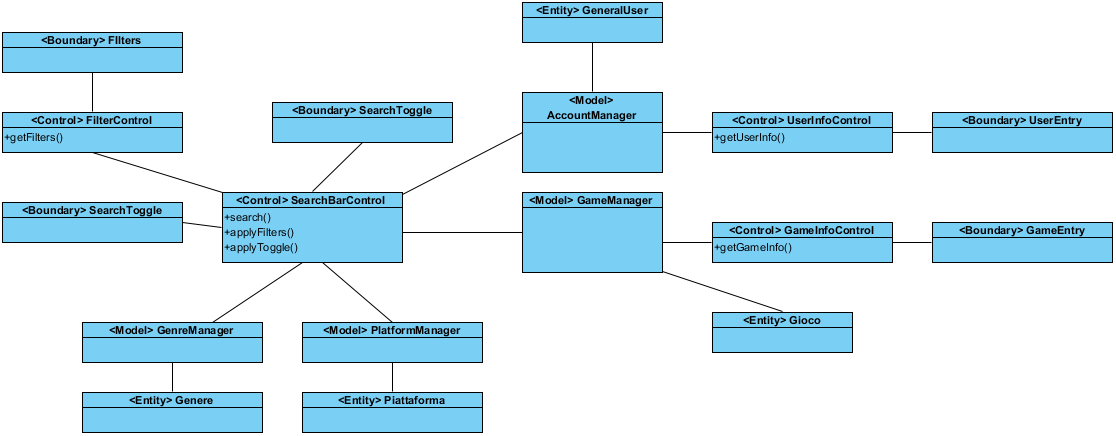 <Entity> GeneralUser
<Boundary> FIlters
<Model>
AccountManager
<Boundary> SearchToggle
<Control> FilterControl
+getFilters()
<Control> UserInfoControl
+getUserInfo()
<Boundary> UserEntry
<Boundary> SearchToggle
<Control> SearchBarControl
+search()
+applyFilters()
+applyToggle()
<Model> GameManager
<Control> GameInfoControl
+getGameInfo()
<Boundary> GameEntry
<Entity> Gioco
<Model> GenreManager
<Model> PlatformManager
<Entity> Genere
<Entity> Piattaforma